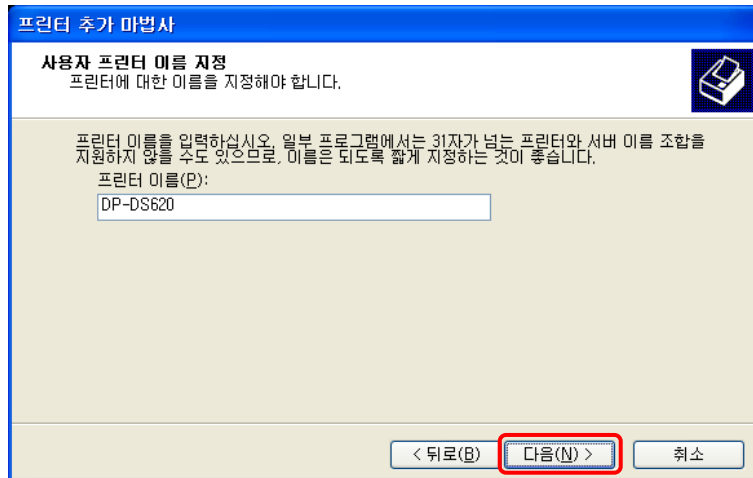 프린터 추가 마법사
사용자 프린터 이름 지정
프린터에 대한 이름을 지정해야 합니다.
프린터 이름을 입력하십시오. 일부 프로그램에서는 31자가 넘는 프린터와 서버 이름 조합을
지원하지 않을 수도 있으므로, 이름은 되도록 짧게 지정하는 것이 좋습니다.
프린터 이름(P):
DP-DS620
< 뒤로(B) 다음(N) > 취소